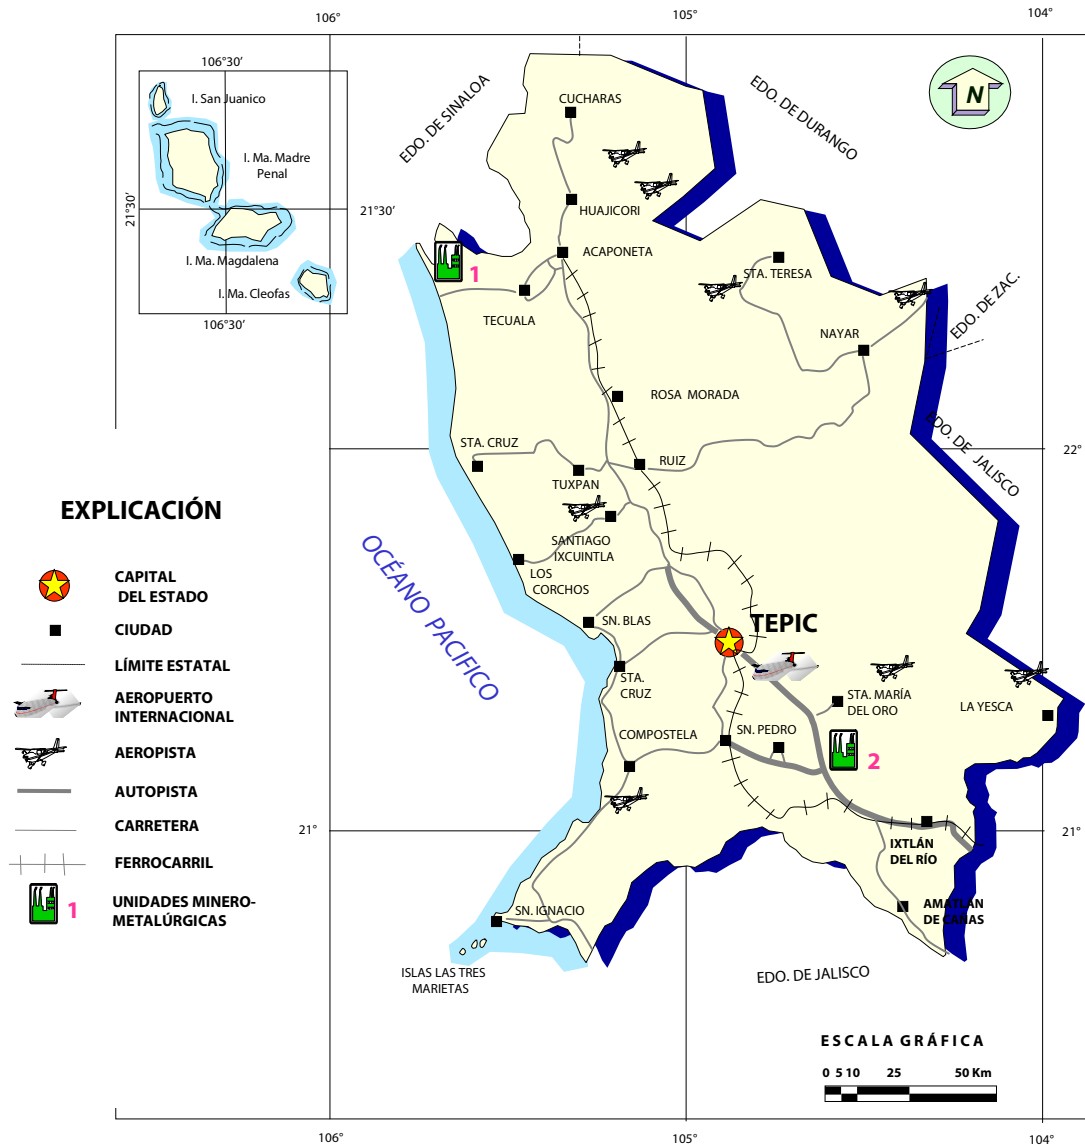 106°
105°
104°
106°30'
I. San Juanico
I. Ma. Madre
Penal
21°30'
21°30'
I. Ma. Magdalena
I. Ma. Cleofas
106°30'
EDO. DE SINALOA
EDO. DE DURANGO
N
CUCHARAS
HUAJICORI
ACAPONETA
1
TECUALA
STA. TERESA
NAYAR
EDO. DE ZAC.
ROSA MORADA
EDO. DE JALISCO
STA. CRUZ
RUIZ
22°
TUXPAN
SANTIAGO
IXCUINTLA
LOS
CORCHOS
OCÉANO PACIFICO
SN. BLAS
TEPIC
STA.
CRUZ
STA. MARÍA
DEL ORO
LA YESCA
COMPOSTELA
SN. PEDRO
2
21°
21°
IXTLÁN
DEL RÍO
AMATLÁN
DE CAÑAS
SN. IGNACIO
ISLAS LAS TRES
MARIETAS
EDO. DE JALISCO
EXPLICACIÓN
CAPITAL
DEL ESTADO
CIUDAD
LÍMITE ESTATAL
AEROPUERTO
INTERNACIONAL
AEROPISTA
AUTOPISTA
CARRETERA
FERROCARRIL
1
UNIDADES MINERO-
METALÚRGICAS
ESCALA GRÁFICA
0 5 10 25 50 Km
106°
105°
104°